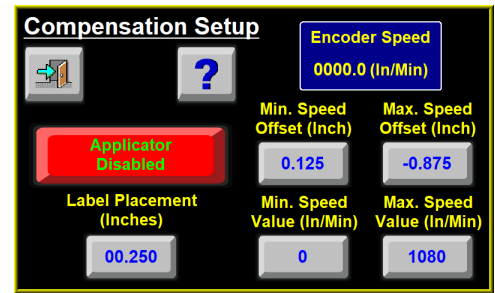 Compensation Setup
Encoder Speed
0000.0 (In/Min)
?
Min. Speed
Offset (Inch)
Max. Speed
Offset (Inch)
Applicator
Disabled
0.125
-0.875
Label Placement
(Inches)
Min. Speed
Value (In/Min)
Max. Speed
Value (In/Min)
00.250
0
1080